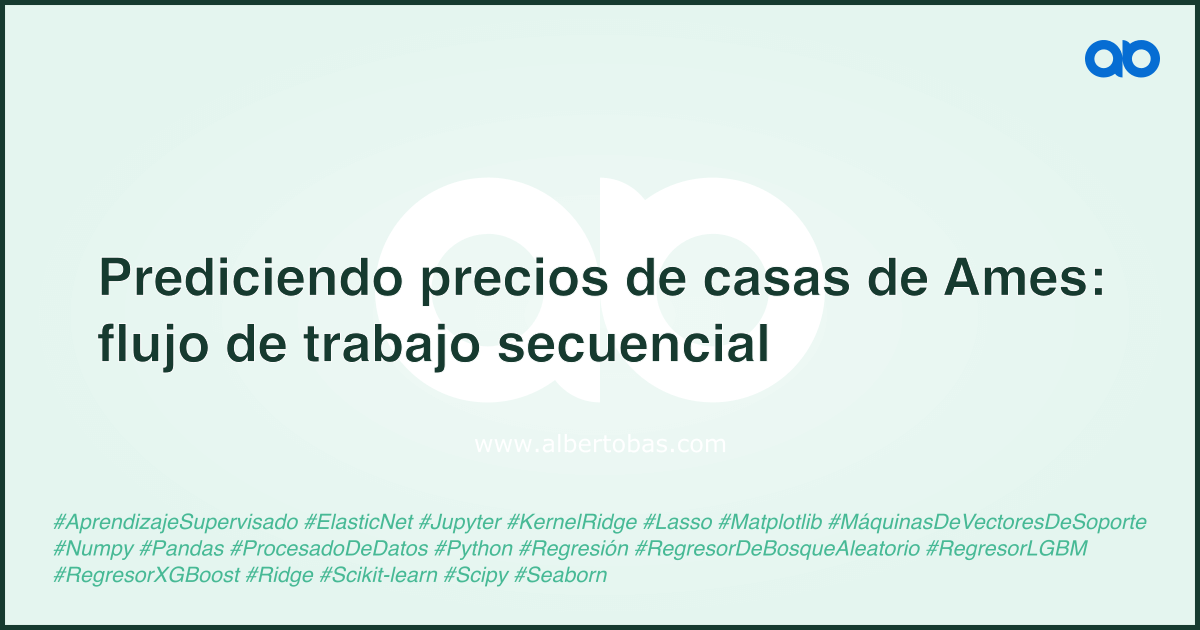 ab
Prediciendo precios de casas de Ames:
flujo de trabajo secuencial
www.albertobas.com
#AprendizajeSupervisado #ElasticNet #Jupyter #KernelRidge #Lasso #Matplotlib #MáquinasDeVectoresDeSoporte
#Numpy #Pandas #ProcesadoDeDatos #Python #Regresión #RegresorDeBosqueAleatorio #RegresorLGBM
#RegresorXGBoost #Ridge #Scikit-learn #Scipy #Seaborn